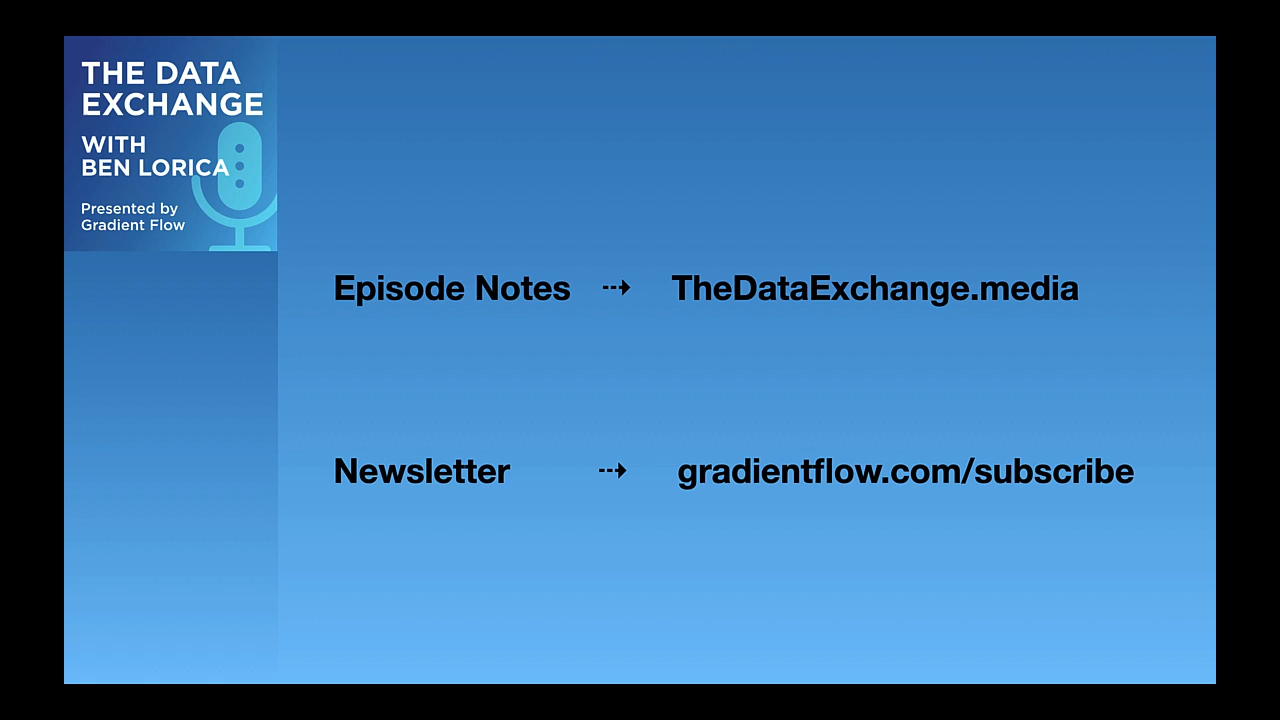 THE DATA
EXCHANGE
WITH
BEN LORICA
Presented by
Gradient Flow
Episode Notes ⇢ TheDataExchange.media
Newsletter ⇢ gradientflow.com/subscribe